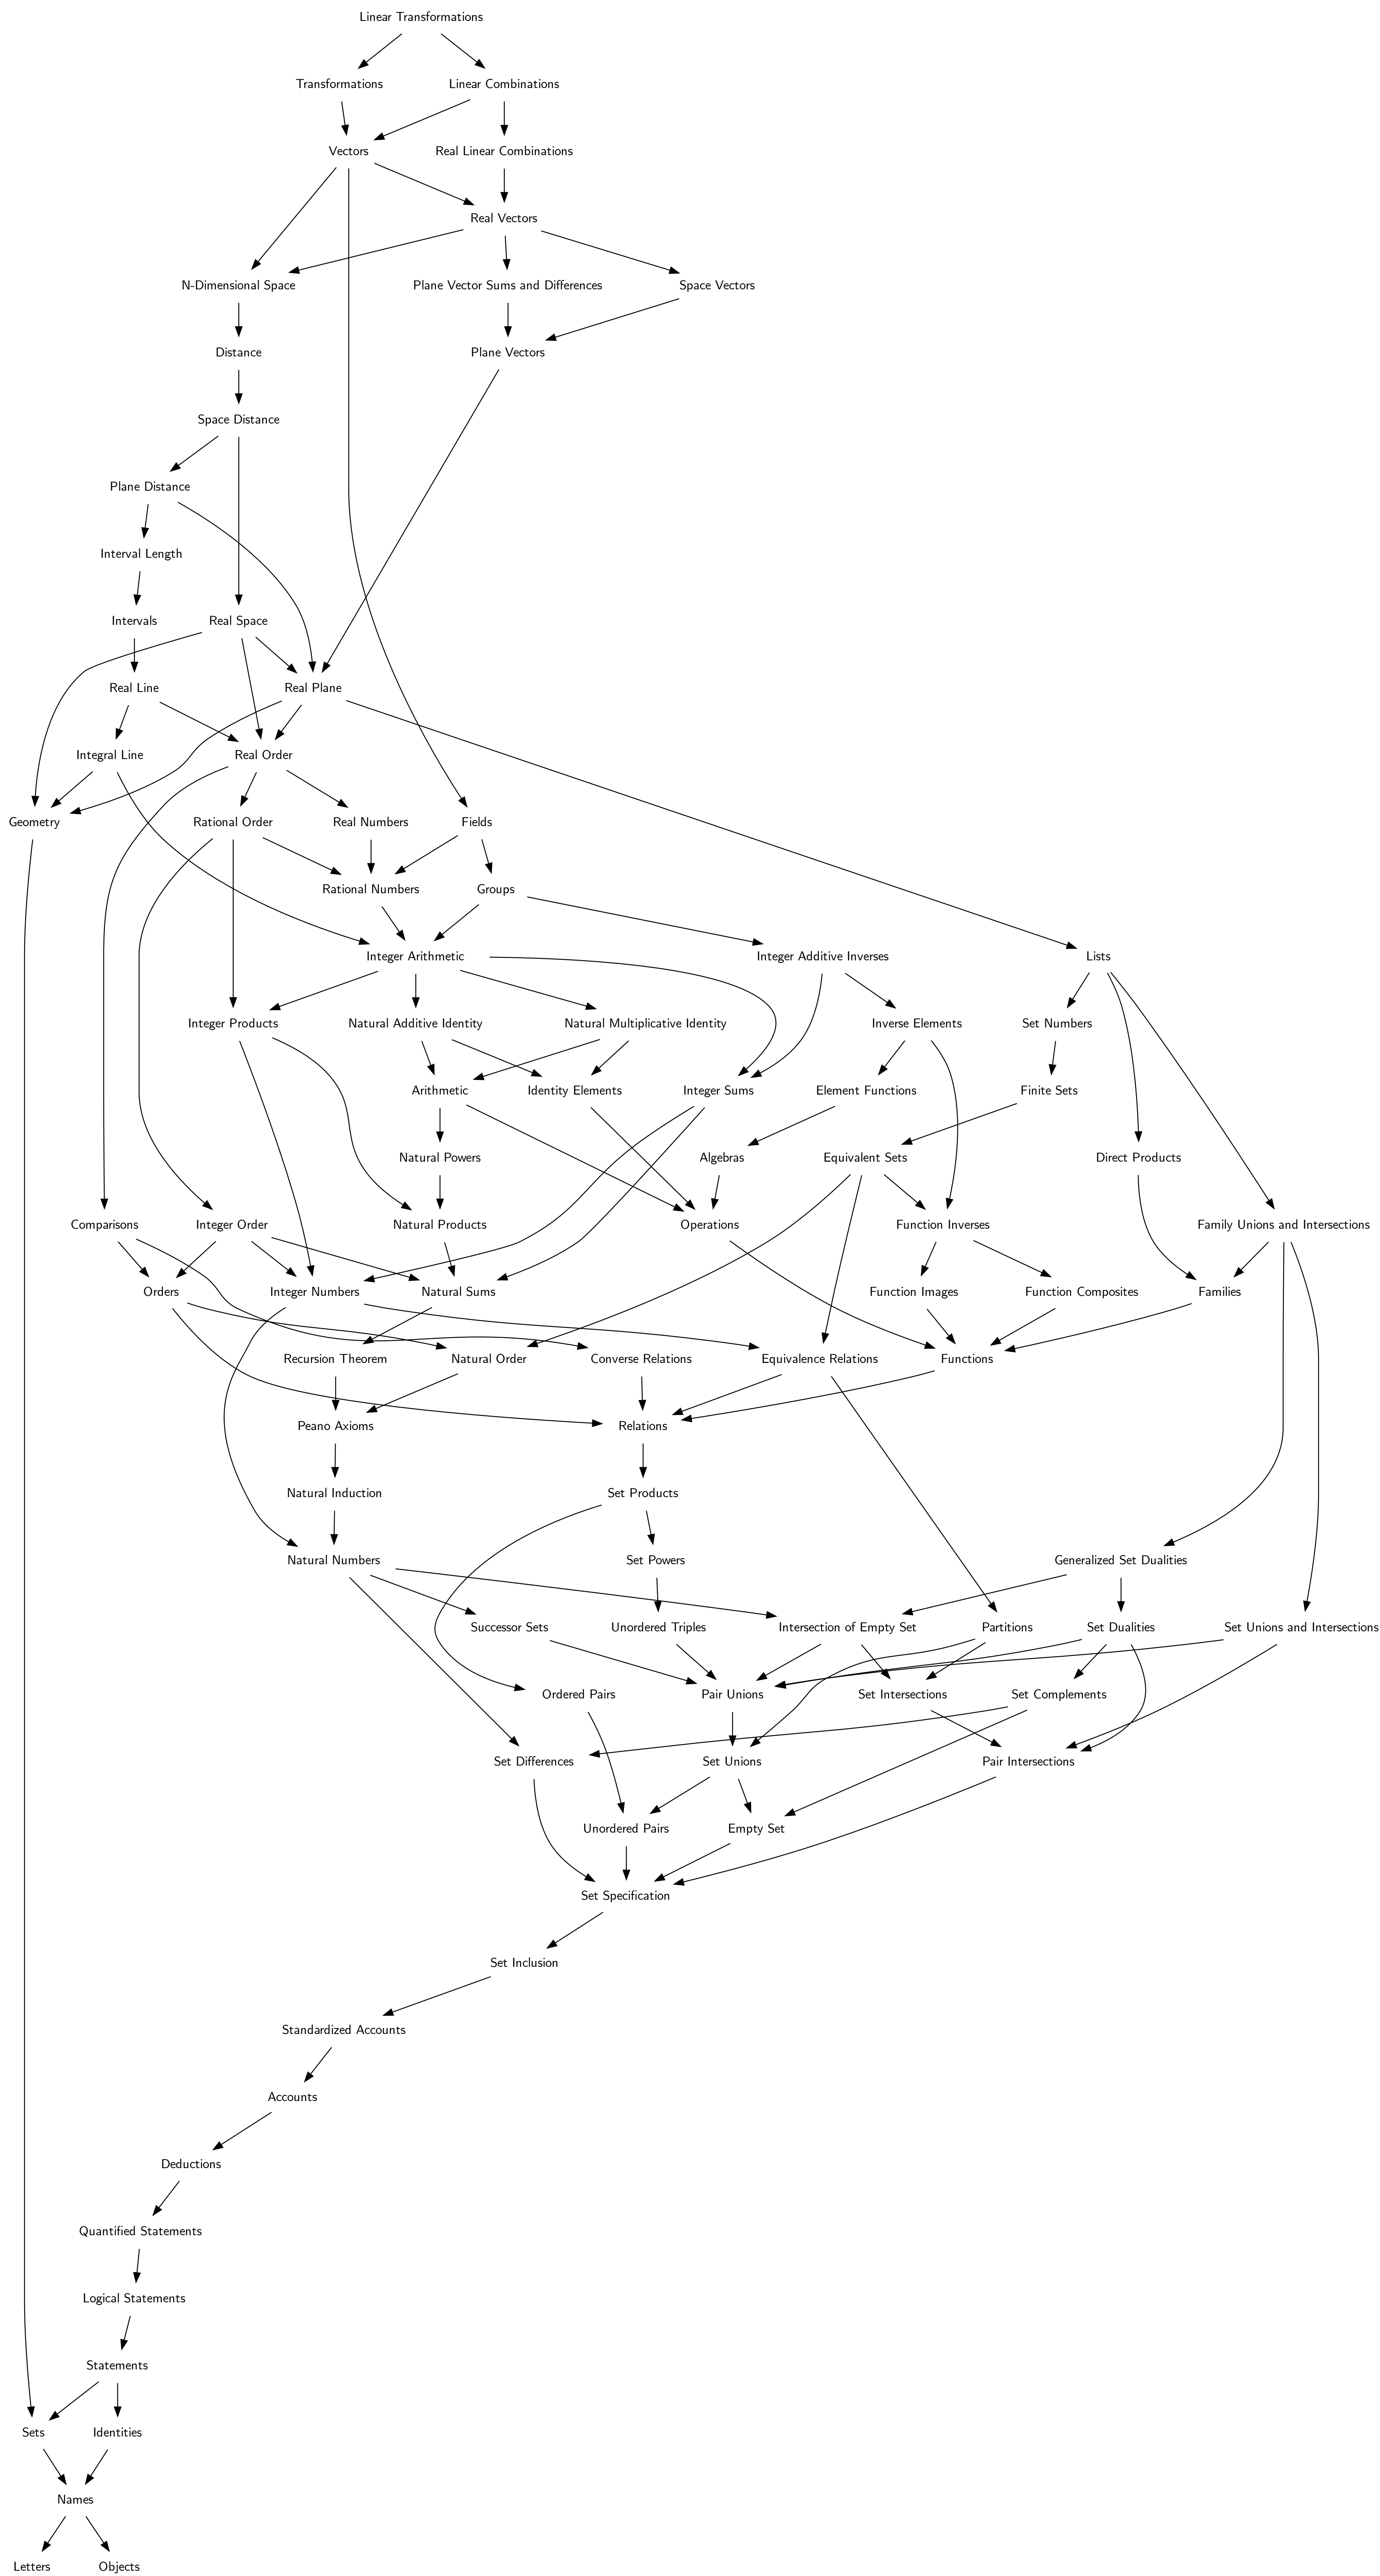 Linear Transformations
Transformations
Linear Combinations
Vectors
Real Linear Combinations
Real Vectors
N-Dimensional Space
Plane Vector Sums and Differences
Space Vectors
Distance
Plane Vectors
Space Distance
Plane Distance
Interval Length
Intervals
Real Space
Real Line
Real Plane
Integral Line
Real Order
Geometry
Rational Order
Real Numbers
Fields
Rational Numbers
Groups
Integer Arithmetic
Integer Additive Inverses
Lists
Integer Products
Natural Additive Identity
Natural Multiplicative Identity
Inverse Elements
Set Numbers
Arithmetic
Identity Elements
Integer Sums
Element Functions
Finite Sets
Natural Powers
Algebras
Equivalent Sets
Direct Products
Comparisons
Integer Order
Natural Products
Operations
Function Inverses
Family Unions and Intersections
Orders
Integer Numbers
Natural Sums
Function Images
Function Composites
Families
Recursion Theorem
Natural Order
Converse Relations
Equivalence Relations
Functions
Peano Axioms
Relations
Natural Induction
Set Products
Natural Numbers
Set Powers
Generalized Set Dualities
Successor Sets
Unordered Triples
Intersection of Empty Set
Partitions
Set Dualities
Set Unions and Intersections
Ordered Pairs
Pair Unions
Set Intersections
Set Complements
Set Differences
Set Unions
Pair Intersections
Unordered Pairs
Empty Set
Set Specification
Set Inclusion
Standardized Accounts
Accounts
Deductions
Quantified Statements
Logical Statements
Statements
Sets
Identities
Names
Letters
Objects